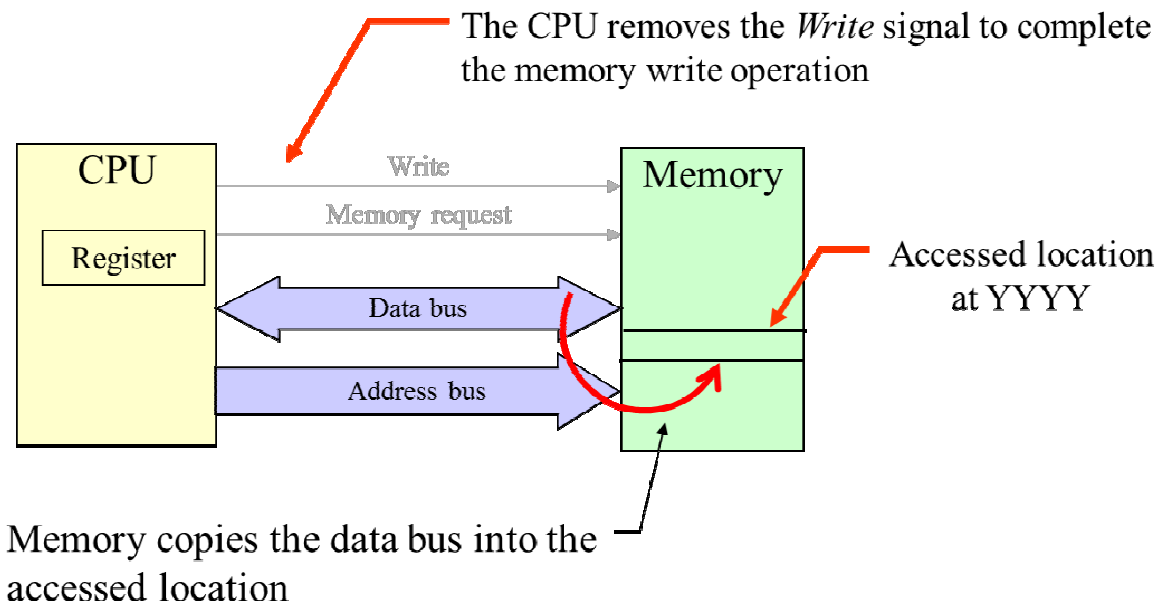 The CPU removes the Write signal to complete
the memory write operation
CPU
Write
Memory
Memory request
Register
Accessed location
at YYYY
Data bus
Address bus
Memory copies the data bus into the
accessed location